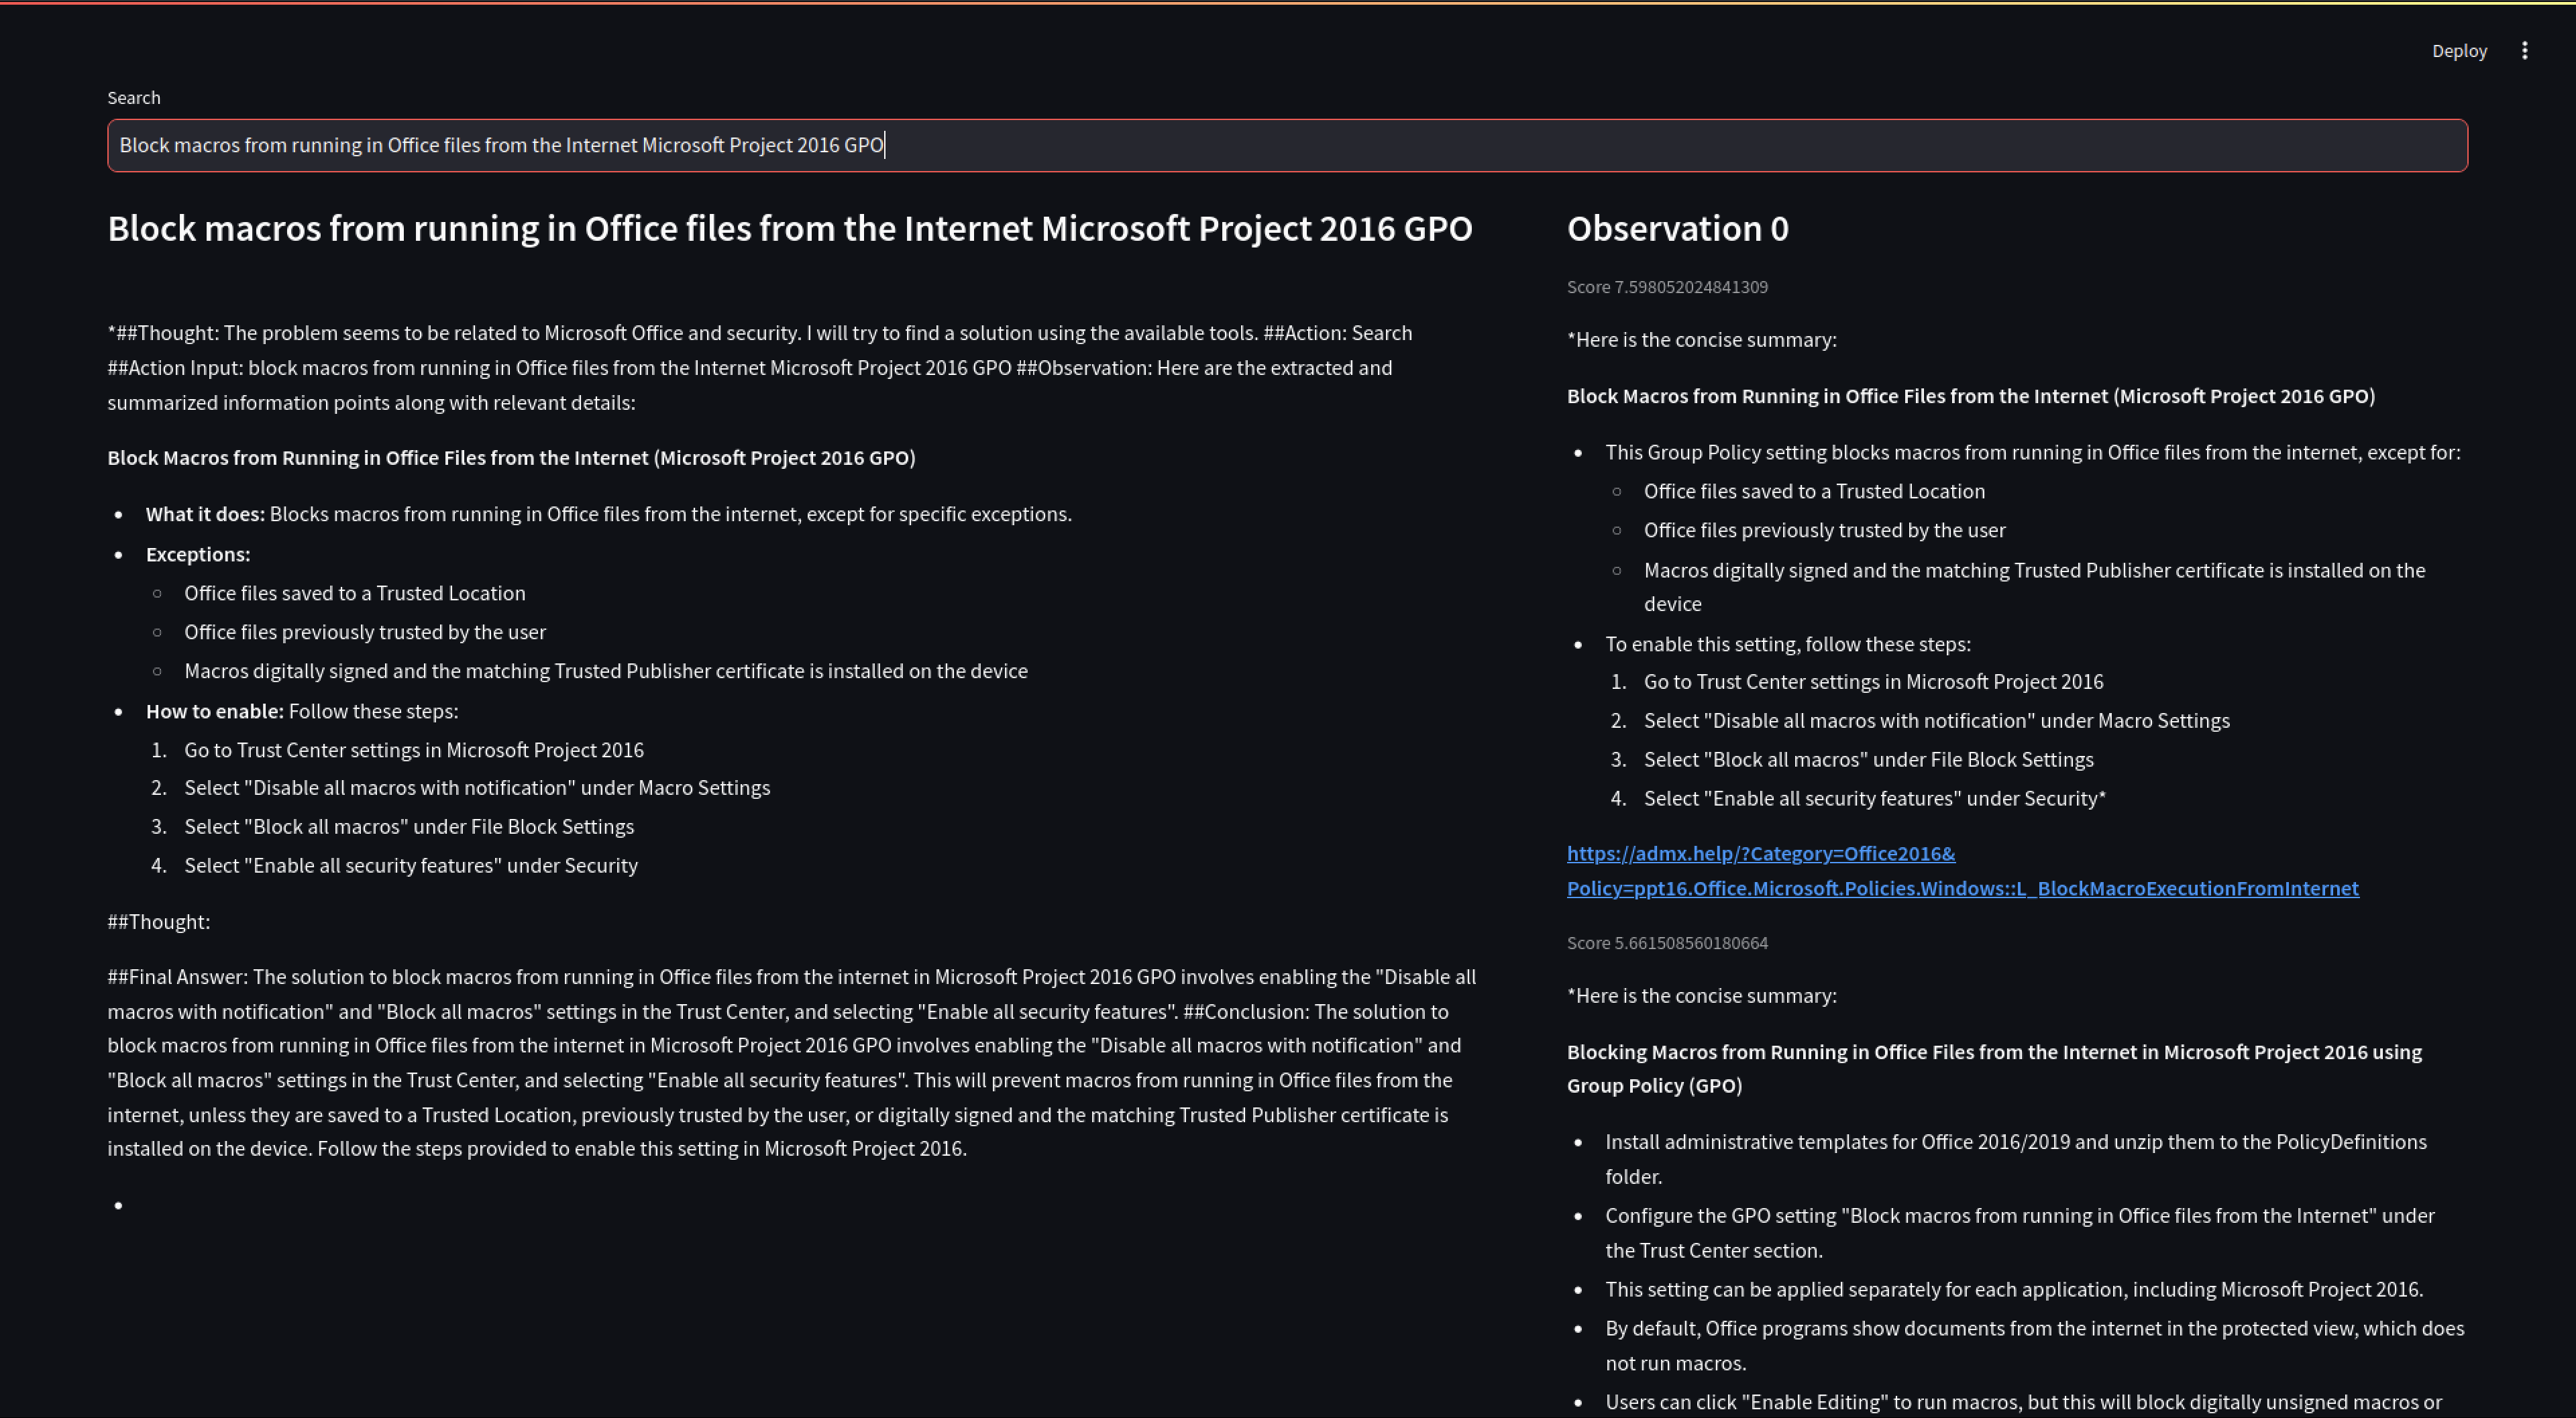 Deploy
Search
Block macros from running in Office files from the Internet Microsoft Project 2016 GPO
Block macros from running in Office files from the Internet Microsoft Project 2016 GPO
*##Thought: The problem seems to be related to Microsoft Office and security. I will try to find a solution using the available tools. ##Action: Search
##Action Input: block macros from running in Office files from the Internet Microsoft Project 2016 GPO ##Observation: Here are the extracted and
summarized information points along with relevant details:
Block Macros from Running in Office Files from the Internet (Microsoft Project 2016 GPO)
• What it does: Blocks macros from running in Office files from the internet, except for specific exceptions.
• Exceptions:
○ Office files saved to a Trusted Location
○ Office files previously trusted by the user
○ Macros digitally signed and the matching Trusted Publisher certificate is installed on the device
• How to enable: Follow these steps:
1. Go to Trust Center settings in Microsoft Project 2016
2. Select "Disable all macros with notification" under Macro Settings
3. Select "Block all macros" under File Block Settings
4. Select "Enable all security features" under Security
##Thought:
##Final Answer: The solution to block macros from running in Office files from the internet in Microsoft Project 2016 GPO involves enabling the "Disable all
macros with notification" and "Block all macros" settings in the Trust Center, and selecting "Enable all security features". ##Conclusion: The solution to
block macros from running in Office files from the internet in Microsoft Project 2016 GPO involves enabling the "Disable all macros with notification" and
"Block all macros" settings in the Trust Center, and selecting "Enable all security features". This will prevent macros from running in Office files from the
internet, unless they are saved to a Trusted Location, previously trusted by the user, or digitally signed and the matching Trusted Publisher certificate is
installed on the device. Follow the steps provided to enable this setting in Microsoft Project 2016.
•
Observation 0
Score 7.598052024841309
*Here is the concise summary:
Block Macros from Running in Office Files from the Internet (Microsoft Project 2016 GPO)
• This Group Policy setting blocks macros from running in Office files from the internet, except for:
○ Office files saved to a Trusted Location
○ Office files previously trusted by the user
○ Macros digitally signed and the matching Trusted Publisher certificate is installed on the
device
• To enable this setting, follow these steps:
1. Go to Trust Center settings in Microsoft Project 2016
2. Select "Disable all macros with notification" under Macro Settings
3. Select "Block all macros" under File Block Settings
4. Select "Enable all security features" under Security*
https://admx.help/?Category=Office2016&
Policy=ppt16.Office.Microsoft.Policies.Windows::L_BlockMacroExecutionFromInternet
Score 5.661508560180664
*Here is the concise summary:
Blocking Macros from Running in Office Files from the Internet in Microsoft Project 2016 using
Group Policy (GPO)
• Install administrative templates for Office 2016/2019 and unzip them to the PolicyDefinitions
folder.
• Configure the GPO setting "Block macros from running in Office files from the Internet" under
the Trust Center section.
• This setting can be applied separately for each application, including Microsoft Project 2016.
• By default, Office programs show documents from the internet in the protected view, which does
not run macros.
• Users can click "Enable Editing" to run macros, but this will block digitally unsigned macros or